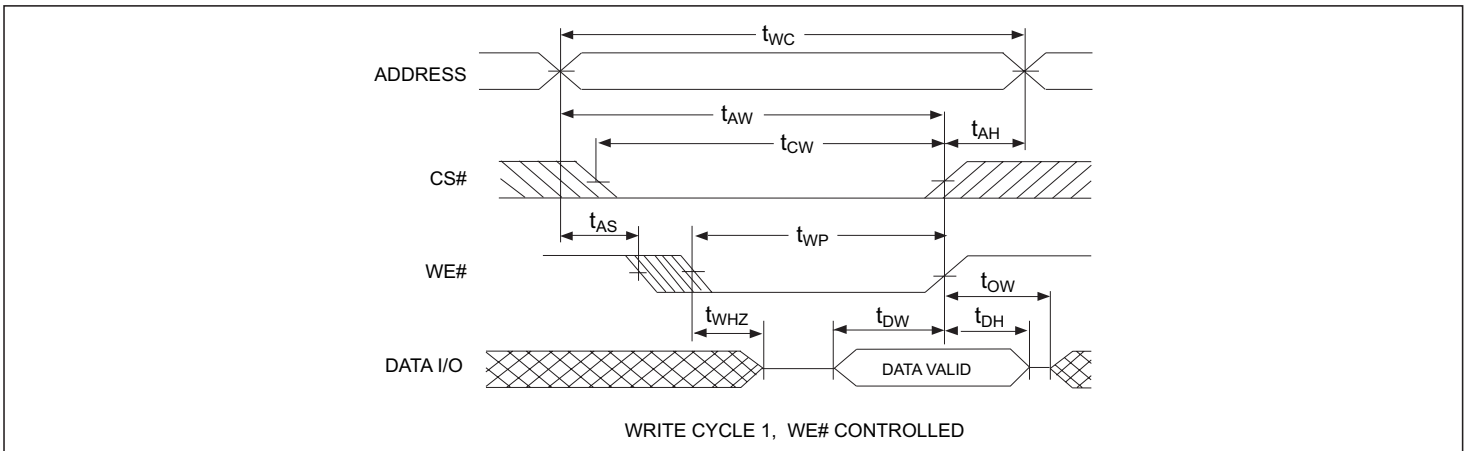 tWC
ADDRESS
tAW
tAH
tCW
CS#
tAS
tWP
WE#
tOW
tWHZ
tDW
tDH
DATA I/O
DATA VALID
WRITE CYCLE 1, WE# CONTROLLED